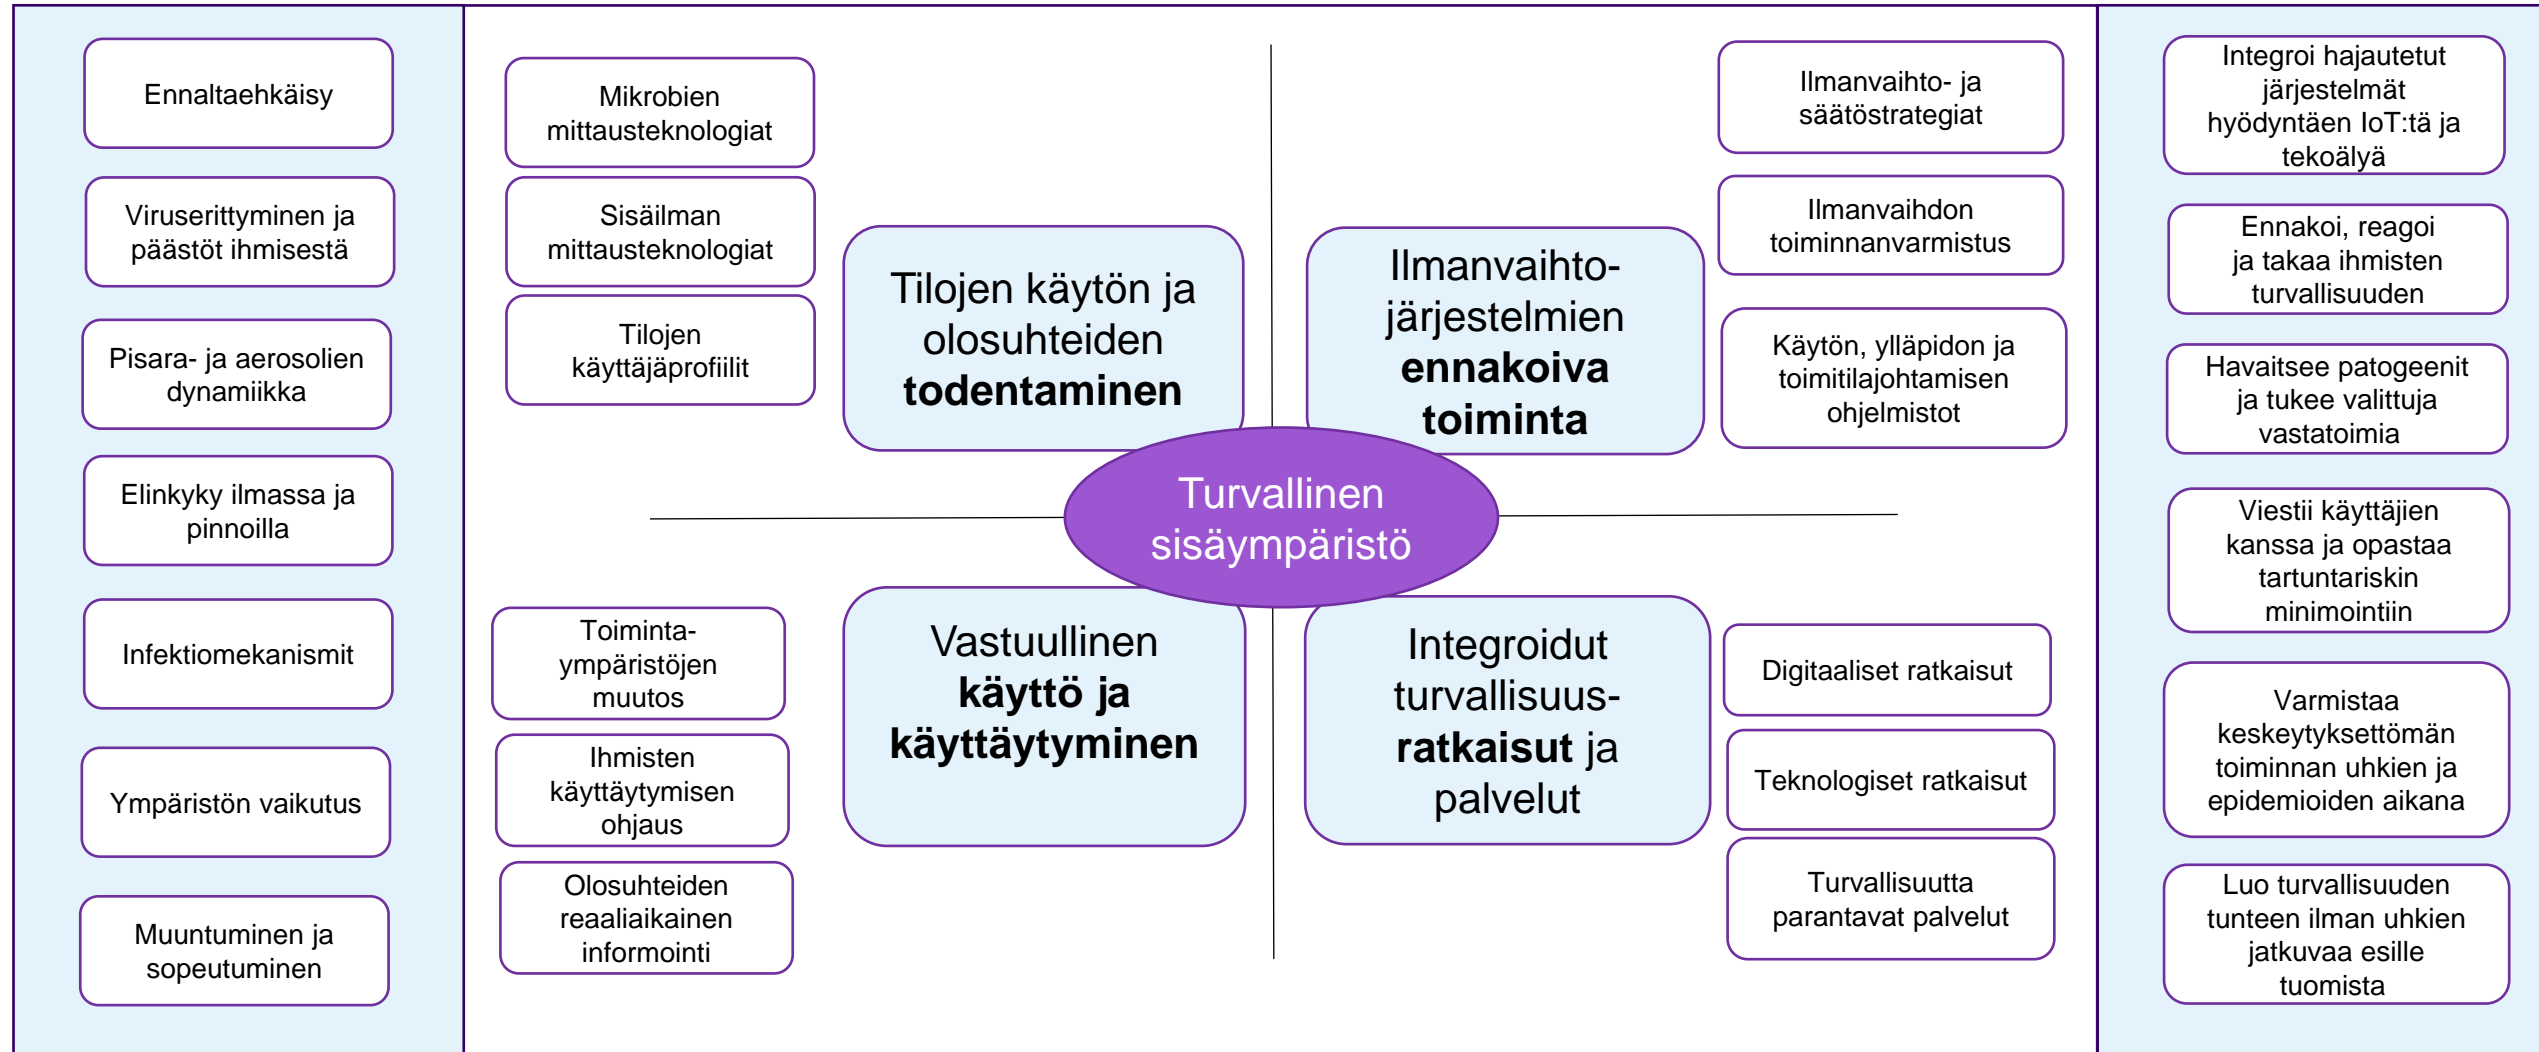 Ennaltaehkäisy
Viruserittyminen ja
päästöt ihmisestä
Pisara- ja aerosolien
dynamiikka
Elinkyky ilmassa ja
pinnoilla
Infektiomekanismit
Ympäristön vaikutus
Muuntuminen ja
sopeutuminen
Mikrobien
mittausteknologiat
Sisäilman
mittausteknologiat
Tilojen
käyttäjäprofiilit
Tilojen käytön ja
olosuhteiden
todentaminen
Ilmanvaihto-
järjestelmien
ennakoiva
toiminta
Ilmanvaihto- ja
säätöstrategiat
Ilmanvaihdon
toiminnanvarmistus
Käytön, ylläpidon ja
toimitilajohtamisen
ohjelmistot
Turvallinen
sisäympäristö
Toiminta-
ympäristöjen
muutos
Ihmisten
käyttäytymisen
ohjaus
Olosuhteiden
reaaliaikainen
informointi
Vastuullinen
käyttö ja
käyttäytyminen
Integroidut
turvallisuus-
ratkaisut ja
palvelut
Digitaaliset ratkaisut
Teknologiset ratkaisut
Turvallisuutta
parantavat palvelut
Integroi hajautetut
järjestelmät
hyödyntäen IoT:tä ja
tekoälyä
Ennakoi, reagoi
ja takaa ihmisten
turvallisuuden
Havaitsee patogeenit
ja tukee valittuja
vastatoimia
Viestii käyttäjien
kanssa ja opastaa
tartuntariskin
minimointiin
Varmistaa
keskeytyksettömän
toiminnan uhkien ja
epidemioiden aikana
Luo turvallisuuden
tunteen ilman uhkien
jatkuvaa esille
tuomista